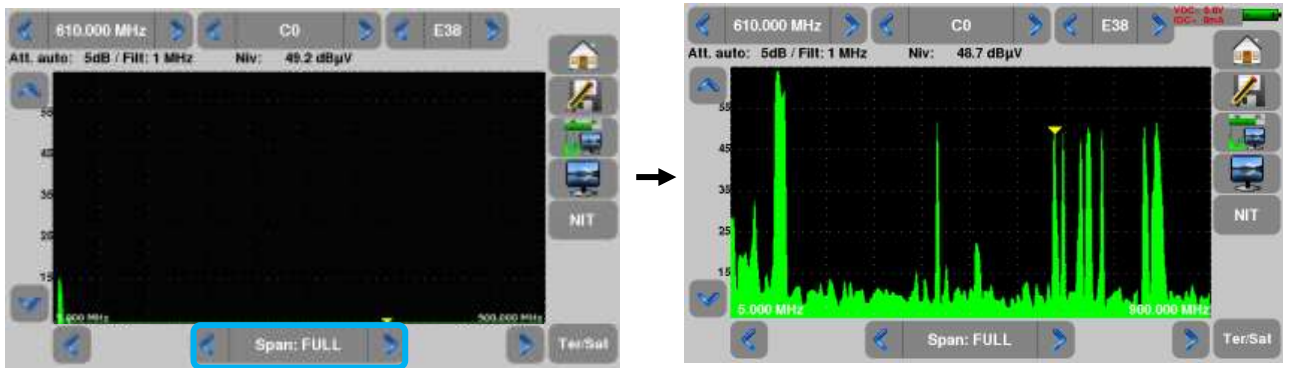 610.000 MHz C0 E38
Att. auto: 5dB / Filt: 1 MHz Niv: 49.2 dBµV
55
45
35
25
15
5.000 MHz 900.000 MHz
NIT
Span: FULL
Ter/Sat
VDC: 0.0V
IDC: 0mA
610.000 MHz C0 E38
Att. auto: 5dB / Filt: 1 MHz Niv: 48.7 dBµV
55
45
35
25
15
5.000 MHz 900.000 MHz
NIT
Span: FULL
Ter/Sat